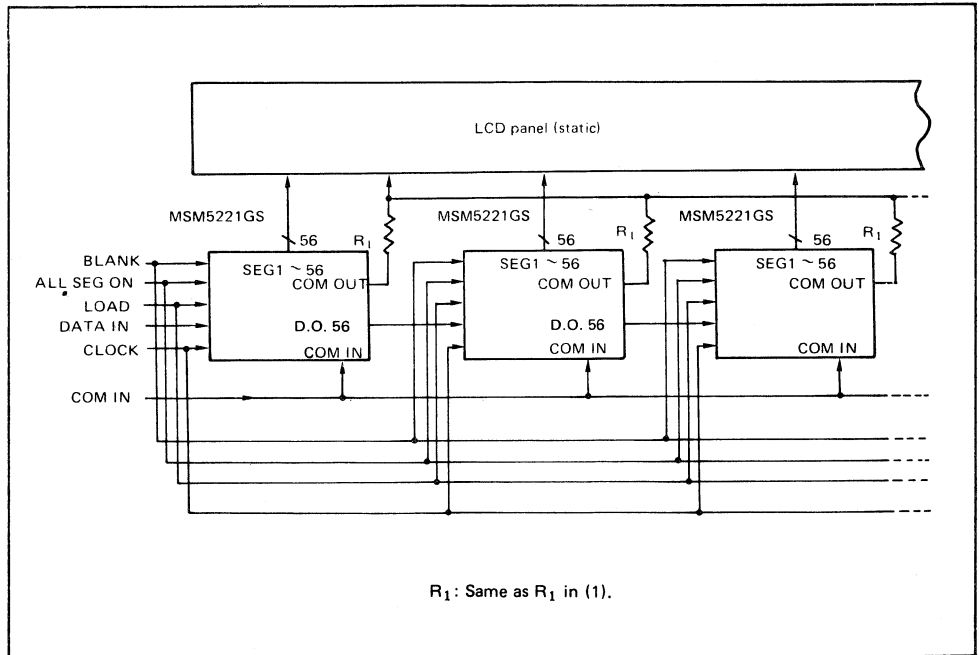 LCD panel (static)
MSM5221GS
56
R1
MSM5221GS
56
R1
MSM5221GS
56
R1
BLANK
ALL SEG ON
LOAD
DATA IN
CLOCK
COM IN
SEG1 ~ 56
COM OUT
D.O. 56
COM IN
SEG1 ~ 56
COM OUT
D.O. 56
COM IN
SEG1 ~ 56
COM OUT
COM IN
R1: Same as R1 in (1).